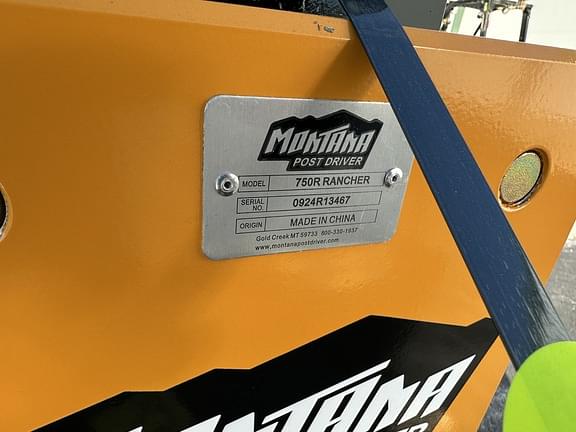 MONTANA
POST DRIVER
MODEL 750R RANCHER
SERIAL NO. 0924R13467
ORIGIN MADE IN CHINA
Gold Creek MT 59733 800-330-1937
www.montanapostdriver.com
MONTANA